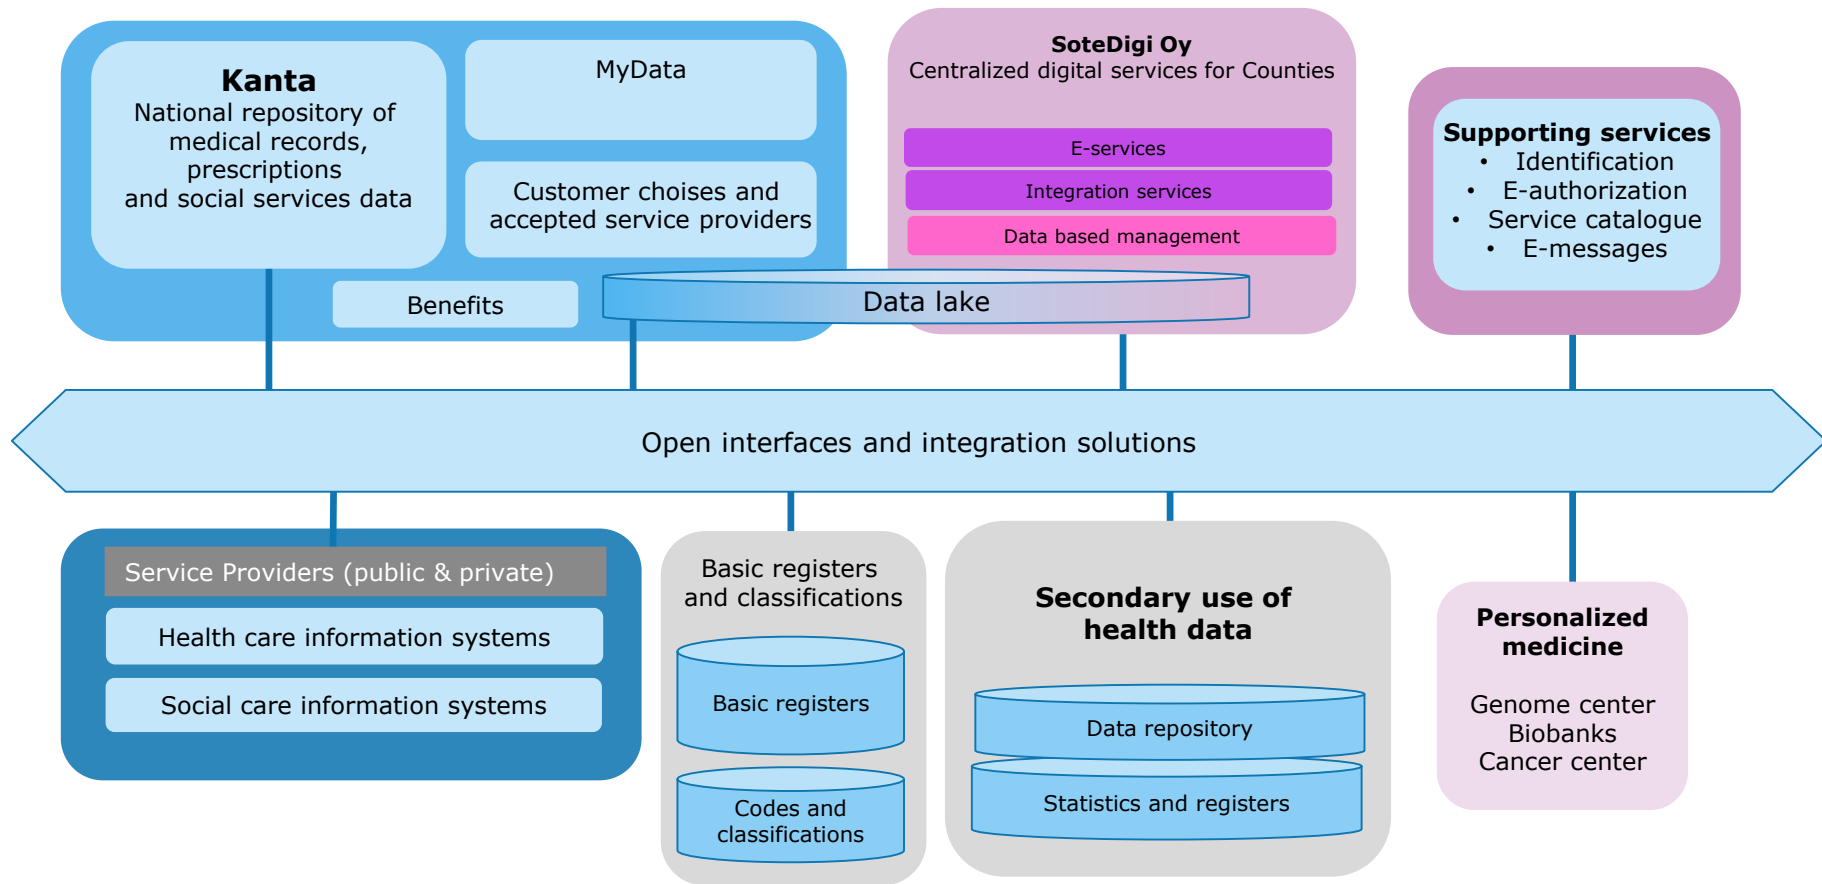 Kanta
National repository of
medical records,
prescriptions
and social services data
MyData
Customer choises and
accepted service providers
Benefits
Data lake
SoteDigi Oy
Centralized digital services for Counties
E-services
Integration services
Data based management
Supporting services
• Identification
• E-authorization
• Service catalogue
• E-messages
Open interfaces and integration solutions
Service Providers (public & private)
Health care information systems
Social care information systems
Basic registers
and classifications
Basic registers
Codes and
classifications
Secondary use of
health data
Data repository
Statistics and registers
Personalized
medicine
Genome center
Biobanks
Cancer center